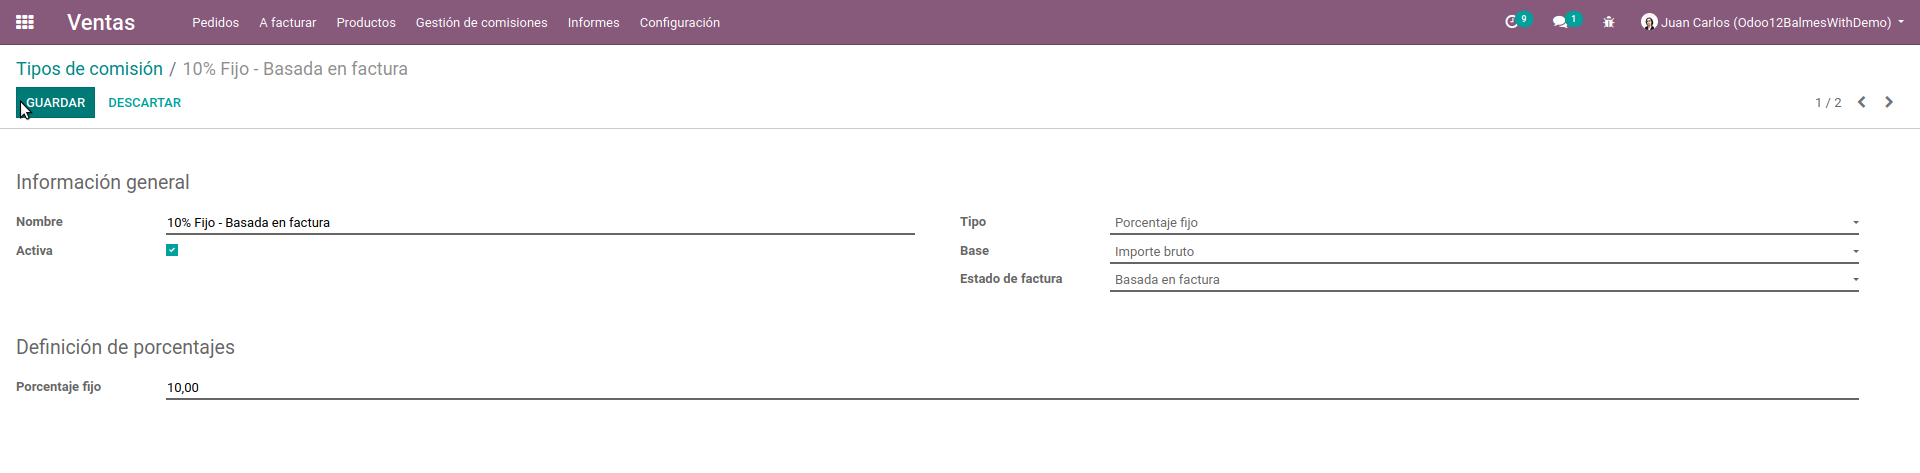 Ventas Pedidos A facturar Productos Gestión de comisiones Informes Configuración 9 1 Juan Carlos (Odoo12BalmesWithDemo)
Tipos de comisión / 10% Fijo - Basada en factura
GUARDAR DESCARTAR 1 / 2
Información general
Nombre 10% Fijo - Basada en factura Tipo Porcentaje fijo
Activa Base Importe bruto
Estado de factura Basada en factura
Definición de porcentajes
Porcentaje fijo 10,00